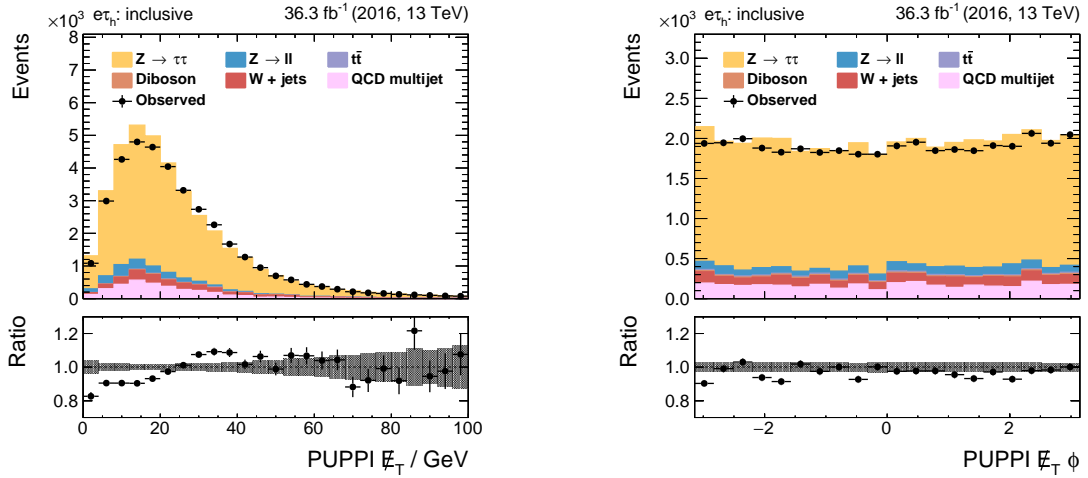 ×10³ eτₕ: inclusive 36.3 fb⁻¹ (2016, 13 TeV)
Events
8
7
6
5
4
3
2
1
0
Z → ττ Z → ll tt̄
Diboson W + jets QCD multijet
Observed
Ratio
1.2
1.0
0.8
0 20 40 60 80 100
PUPPI E̸_T / GeV
×10³ eτₕ: inclusive 36.3 fb⁻¹ (2016, 13 TeV)
Events
3.0
2.5
2.0
1.5
1.0
0.5
0.0
Z → ττ Z → ll tt̄
Diboson W + jets QCD multijet
Observed
Ratio
1.2
1.0
0.8
−2 0 2
PUPPI E̸_T ϕ